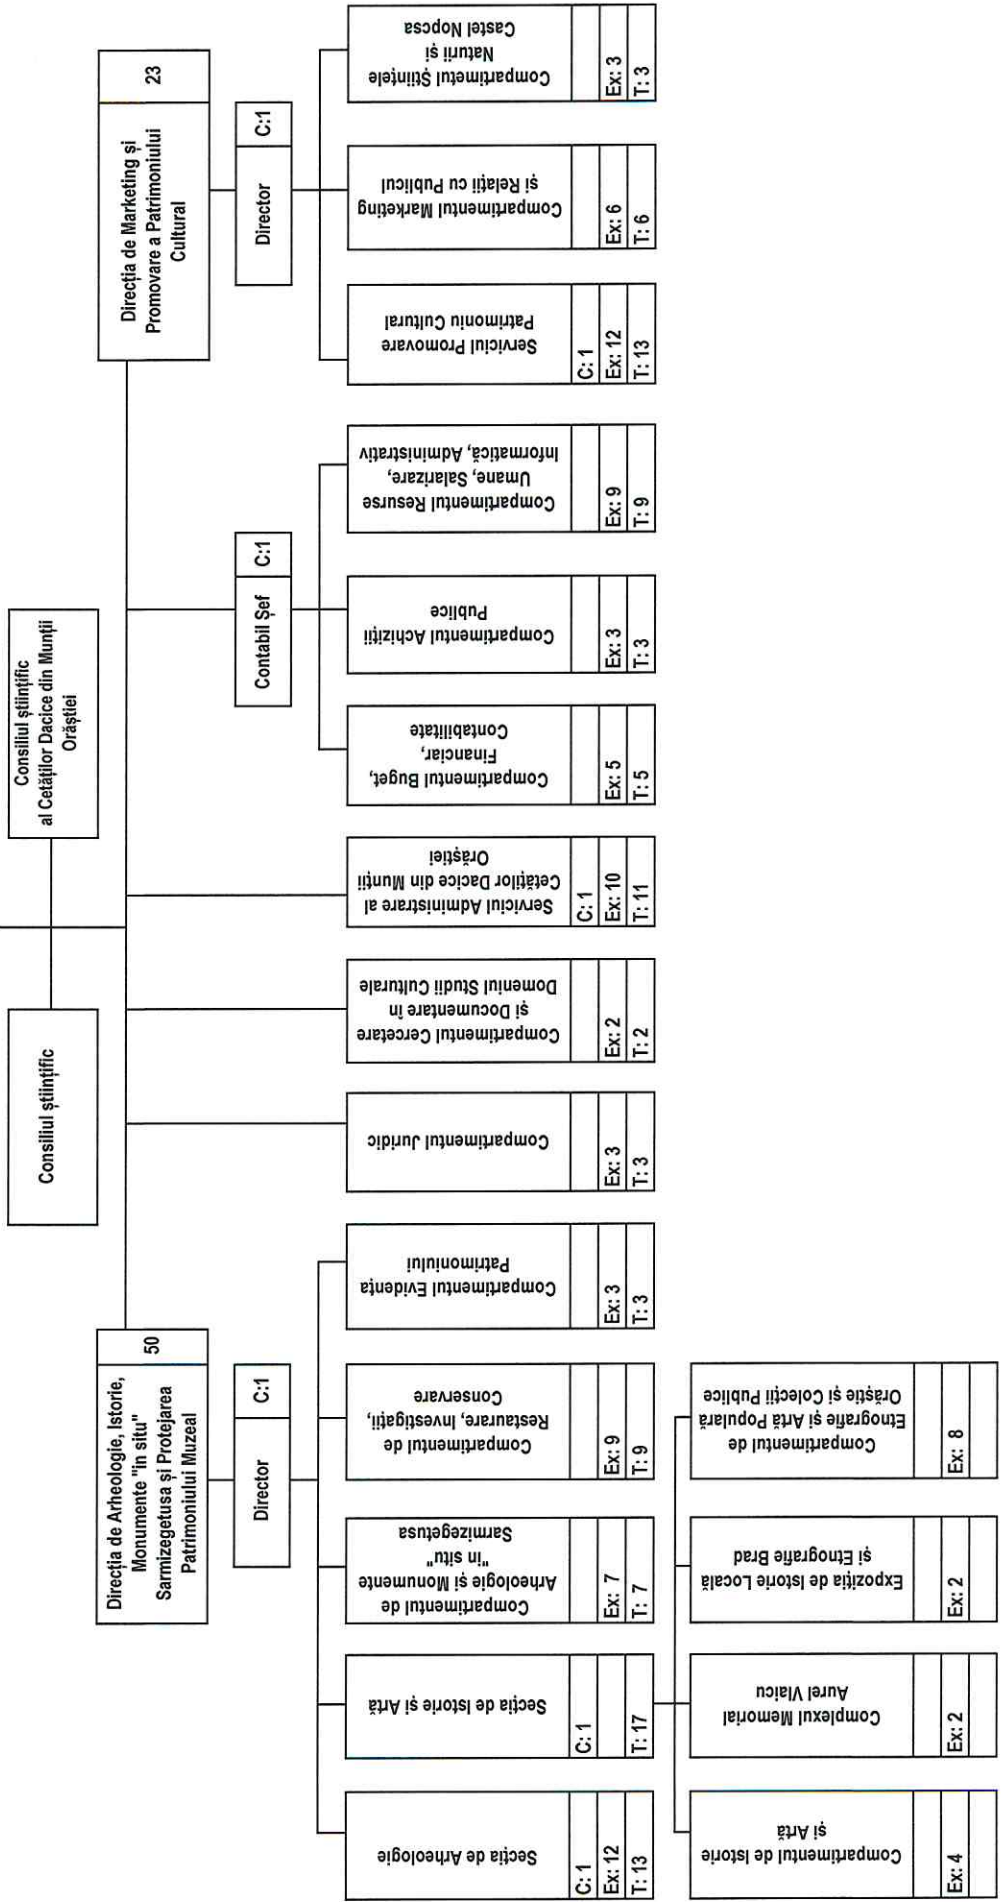 Consiliul științific
Consiliul științific
al Cetăților Dacice din Munții
Orăștiei
Direcția de Arheologie, Istorie,
Monumente "in situ"
Sarmizegetusa și Protejarea
Patrimoniului Muzeal
50
Director
C:1
Direcția de Marketing și
Promovare a Patrimoniului
Cultural
23
Director
C:1
Contabil Șef
C:1
Secția de Arheologie
C: 1
Ex: 12
T: 13
Secția de Istorie și Artă
C: 1
T: 17
Compartimentul de
Arheologie și Monumente
"in situ"
Sarmizegetusa
Ex: 7
T: 7
Compartimentul de
Restaurare, Investigații,
Conservare
Ex: 9
T: 9
Compartimentul Evidența
Patrimoniului
Ex: 3
T: 3
Compartimentul Juridic
Ex: 3
T: 3
Compartimentul Cercetare
și Documentare în
Domeniul Studii Culturale
Ex: 2
T: 2
Serviciul Administrare al
Cetăților Dacice din Munții
Orăștiei
C: 1
Ex: 10
T: 11
Compartimentul Buget,
Financiar,
Contabilitate
Ex: 5
T: 5
Compartimentul Achiziții
Publice
Ex: 3
T: 3
Compartimentul Resurse
Umane, Salarizare,
Informatică, Administrativ
Ex: 9
T: 9
Serviciul Promovare
Patrimoniu Cultural
C: 1
Ex: 12
T: 13
Compartimentul Marketing
și Relații cu Publicul
Ex: 6
T: 6
Compartimetul Științele
Naturii și
Castel Nopcsa
Ex: 3
T: 3
Compartimentul de Istorie
și Artă
Ex: 4
Complexul Memorial
Aurel Vlaicu
Ex: 2
Expoziția de Istorie Locală
și Etnografie Brad
Ex: 2
Compartimentul de
Etnografie și Artă Populară
Orăștie și Colecții Publice
Ex: 8